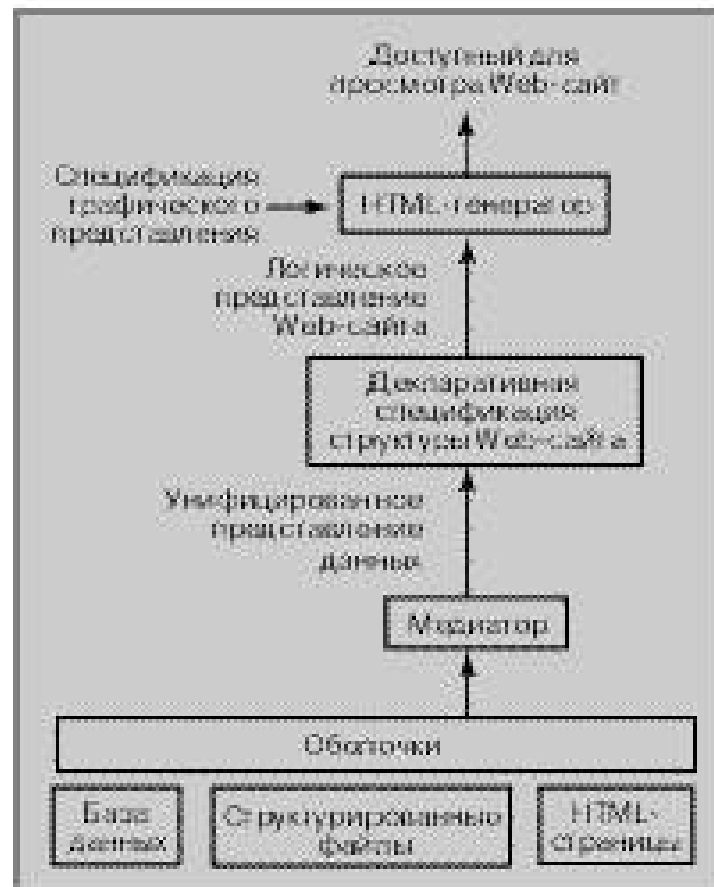 Доступный для
просмотра Web-сайт
Спецификация
графического
представления
HTML-генератор
Логическое
представление
Web-сайта
Декларативная
спецификация
структуры Web-сайта
Унифицированное
представление
данных
Медиатор
Оболочки
База
данных
Структурированные
файлы
HTML-
страницы